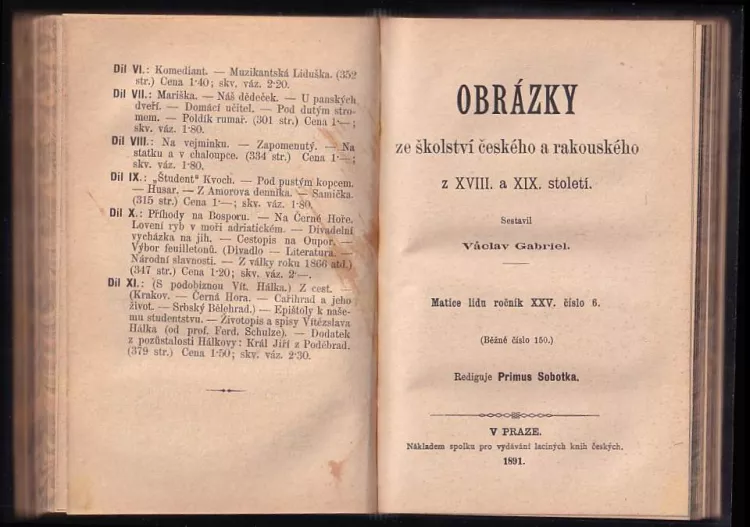 Díl VI.: Komediant. — Muzikantská Liduška. (352
str.) Cena 1·40; skv. váz. 2·20.
Díl VII.: Mariška. — Náš dědeček. — U panských
dveří. — Domácí učitel. — Pod dutým stro-
mem. — Poldík rumař. (301 str.) Cena 1·—;
skv. váz. 1·80.
Díl VIII.: Na vejminku. — Zapomenutý. — Na
statku a v chaloupce. (334 str.) Cena 1·—;
skv. váz. 1·80.
Díl IX.: „Student" Kvoch. — Pod pustým kopcem.
— Husar. — Z Amorova denníka. — Samička.
(315 str.) Cena 1·—; skv. váz. 1·80.
Díl X.: Příhody na Bosporu. — Na Černé Hoře.
Lovení ryb v moři adriatickém. — Divadelní
vycházka na jih. — Cestopis na Oupor. —
Výbor feuilletonů. (Divadlo — Literatura. —
Národní slavnosti. — Z války roku 1866 atd.)
(347 str.) Cena 1·20; skv. váz. 2·—.
Díl XI.: (S podobiznou Vít. Hálka.) Z cest. —
(Krakov. — Černá Hora. — Cařihrad a jeho
život. — Srbský Bělehrad.) — Epištoly k naše-
mu studentstvu. — Životopis a spisy Vítězslava
Hálka (od prof. Ferd. Schulze). — Dodatek
z pozůstalosti Hálkovy: Král Jiří z Poděbrad.
(379 str.) Cena 1·50; skv. váz. 2·30.
OBRÁZKY
ze školství českého a rakouského
z XVIII. a XIX. století.
Sestavil
Václav Gabriel.
Matice lidu ročník XXV. číslo 6.
(Běžné číslo 150.)
Rediguje Primus Sobotka.
V PRAZE.
Nákladem spolku pro vydávání laciných knih českých.
1891.